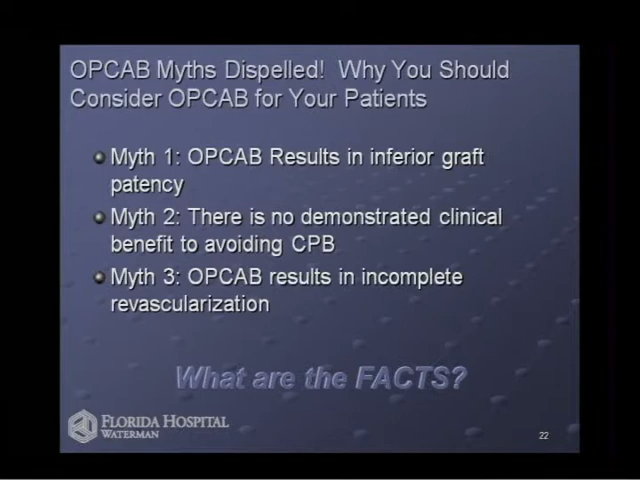 OPCAB Myths Dispelled!  Why You Should
Consider OPCAB for Your Patients
Myth 1: OPCAB Results in inferior graft
patency
Myth 2: There is no demonstrated clinical
benefit to avoiding CPB
Myth 3: OPCAB results in incomplete
revascularization
What are the FACTS?
FLORIDA HOSPITAL
WATERMAN
22